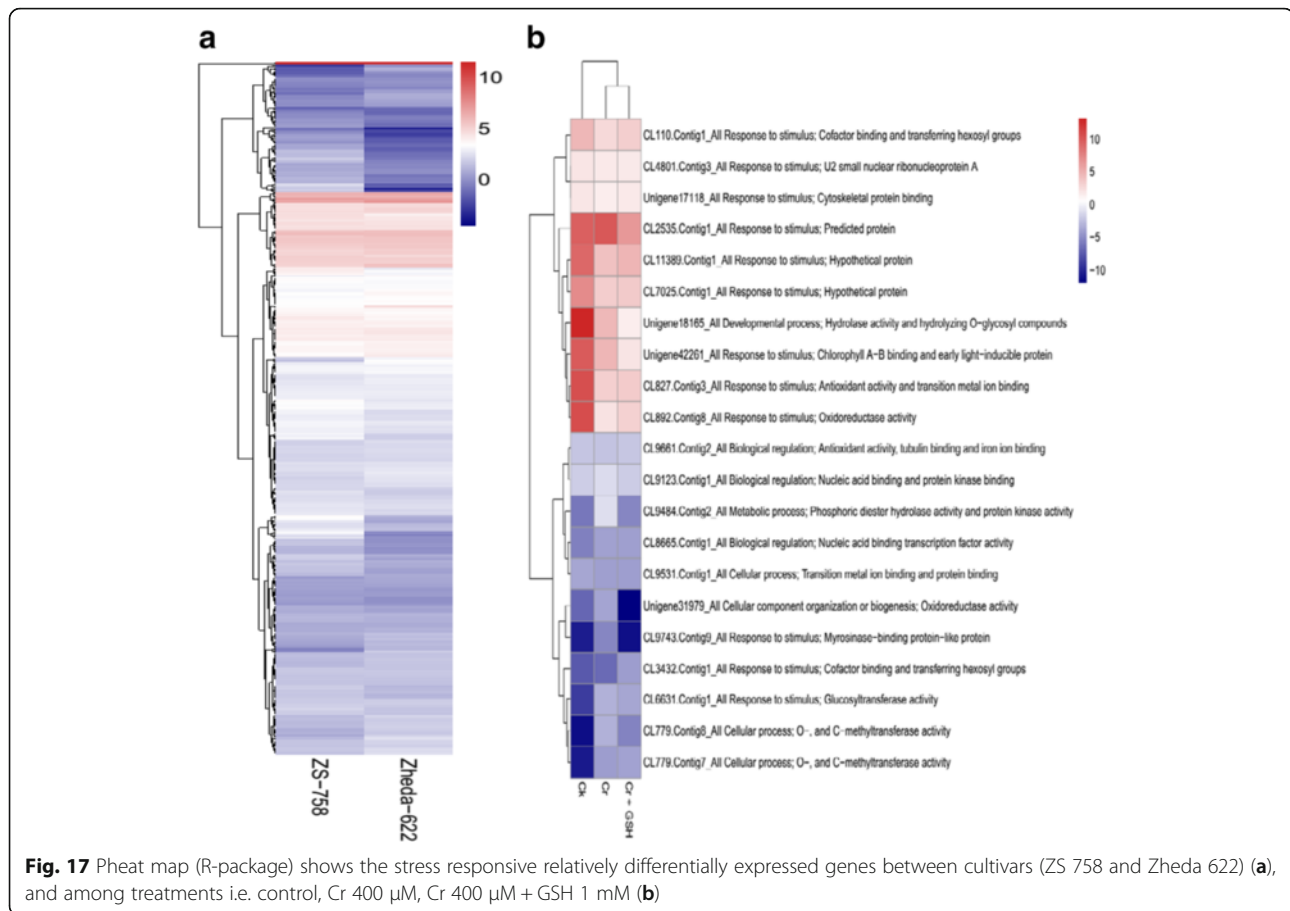 a
10
5
0
ZS-758
Zheda-622
b
CL110.Contig1_All Response to stimulus; Cofactor binding and transferring hexosyl groups
CL4801.Contig3_All Response to stimulus; U2 small nuclear ribonucleoprotein A
Unigene17118_All Response to stimulus; Cytoskeletal protein binding
CL2535.Contig1_All Response to stimulus; Predicted protein
CL11389.Contig1_All Response to stimulus; Hypothetical protein
CL7025.Contig1_All Response to stimulus; Hypothetical protein
Unigene18165_All Developmental process; Hydrolase activity and hydrolyzing O-glycosyl compounds
Unigene42261_All Response to stimulus; Chlorophyll A-B binding and early light-inducible protein
CL827.Contig3_All Response to stimulus; Antioxidant activity and transition metal ion binding
CL892.Contig8_All Response to stimulus; Oxidoreductase activity
CL9661.Contig2_All Biological regulation; Antioxidant activity, tubulin binding and iron ion binding
CL9123.Contig1_All Biological regulation; Nucleic acid binding and protein kinase binding
CL9484.Contig2_All Metabolic process; Phosphoric diester hydrolase activity and protein kinase activity
CL8665.Contig1_All Biological regulation; Nucleic acid binding transcription factor activity
CL9531.Contig1_All Cellular process; Transition metal ion binding and protein binding
Unigene31979_All Cellular component organization or biogenesis; Oxidoreductase activity
CL9743.Contig9_All Response to stimulus; Myrosinase-binding protein-like protein
CL3432.Contig1_All Response to stimulus; Cofactor binding and transferring hexosyl groups
CL6631.Contig1_All Response to stimulus; Glucosyltransferase activity
CL779.Contig8_All Cellular process; O-, and C-methyltransferase activity
CL779.Contig7_All Cellular process; O-, and C-methyltransferase activity
10
5
0
-5
-10
Ck
Cr
Cr + GSH
Fig. 17 Pheat map (R-package) shows the stress responsive relatively differentially expressed genes between cultivars (ZS 758 and Zheda 622) (a),
and among treatments i.e. control, Cr 400 μM, Cr 400 μM + GSH 1 mM (b)